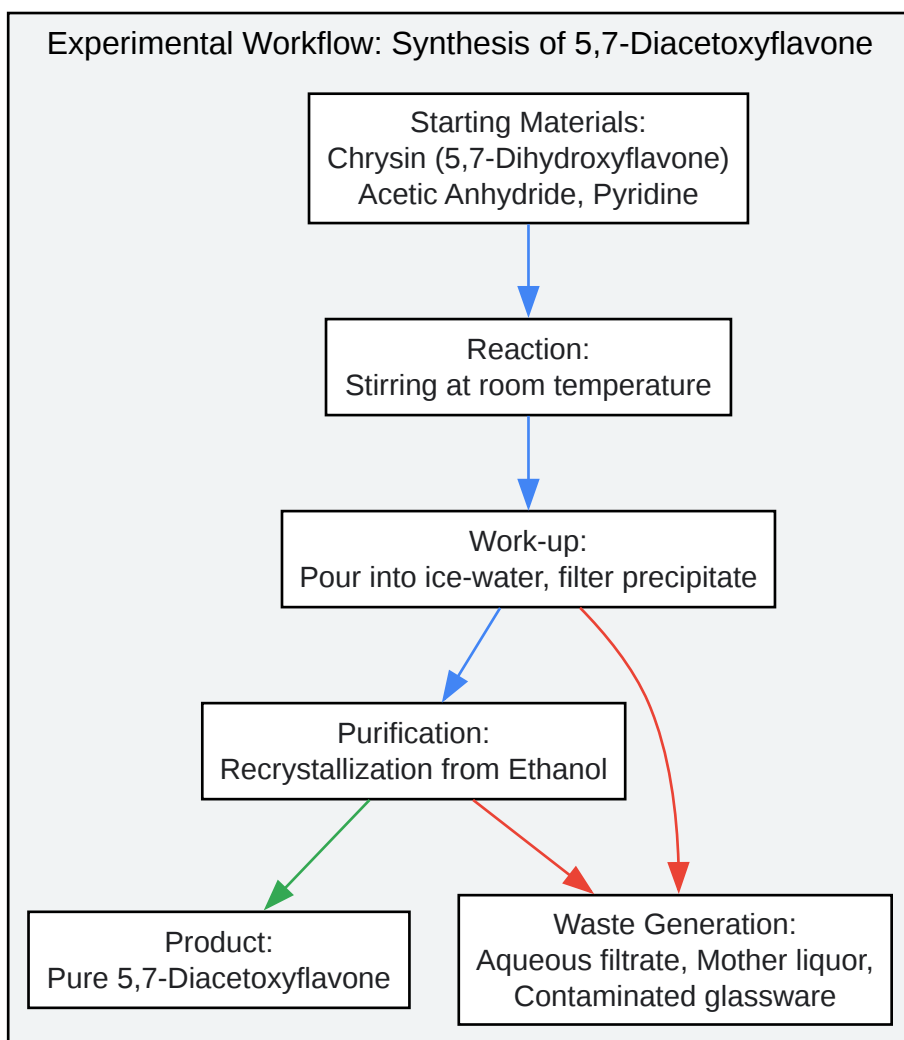 Experimental Workflow: Synthesis of 5,7-Diacetoxyflavone
Starting Materials:
Chrysin (5,7-Dihydroxyflavone)
Acetic Anhydride, Pyridine
Reaction:
Stirring at room temperature
Work-up:
Pour into ice-water, filter precipitate
Purification:
Recrystallization from Ethanol
Product:
Pure 5,7-Diacetoxyflavone
Waste Generation:
Aqueous filtrate, Mother liquor,
Contaminated glassware